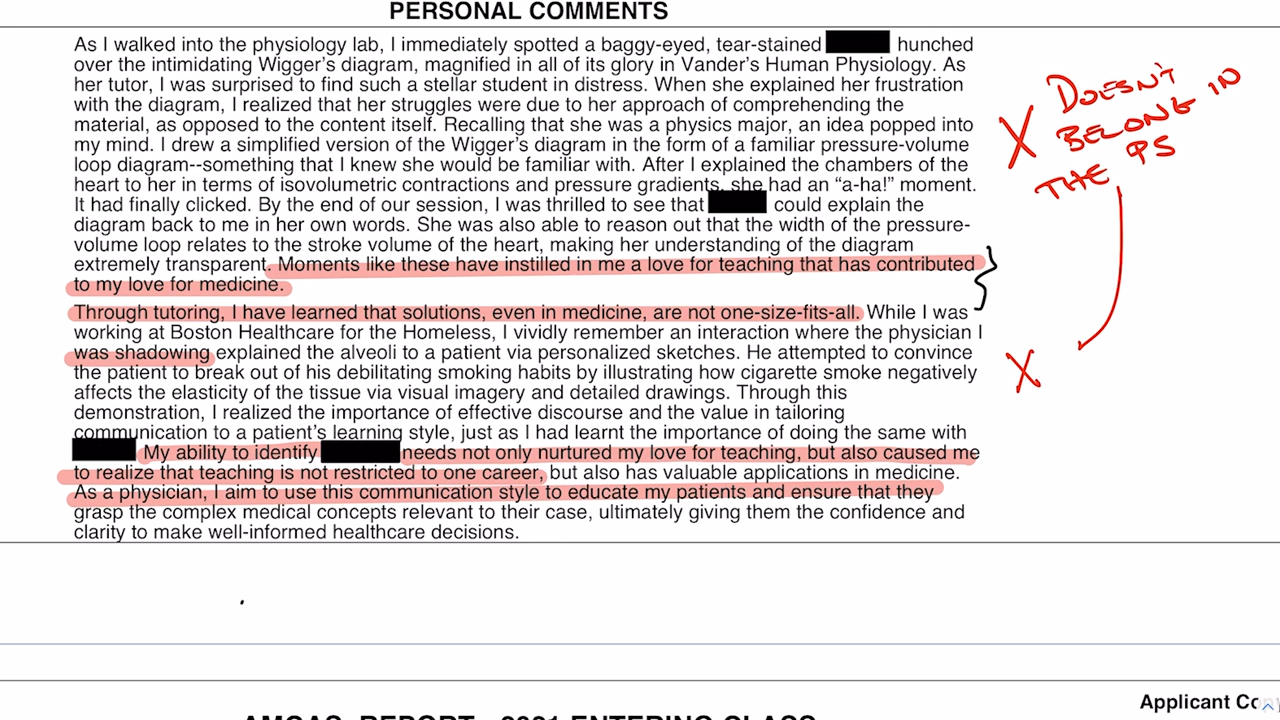 PERSONAL COMMENTS
As I walked into the physiology lab, I immediately spotted a baggy-eyed, tear-stained hunched
over the intimidating Wigger's diagram, magnified in all of its glory in Vander's Human Physiology. As
her tutor, I was surprised to find such a stellar student in distress. When she explained her frustration
with the diagram, I realized that her struggles were due to her approach of comprehending the
material, as opposed to the content itself. Recalling that she was a physics major, an idea popped into
my mind. I drew a simplified version of the Wigger's diagram in the form of a familiar pressure-volume
loop diagram--something that I knew she would be familiar with. After I explained the chambers of the
heart to her in terms of isovolumetric contractions and pressure gradients, she had an “a-ha!” moment.
It had finally clicked. By the end of our session, I was thrilled to see that could explain the
diagram back to me in her own words. She was also able to reason out that the width of the pressure-
volume loop relates to the stroke volume of the heart, making her understanding of the diagram
extremely transparent. Moments like these have instilled in me a love for teaching that has contributed
to my love for medicine.
Through tutoring, I have learned that solutions, even in medicine, are not one-size-fits-all. While I was
working at Boston Healthcare for the Homeless, I vividly remember an interaction where the physician I
was shadowing explained the alveoli to a patient via personalized sketches. He attempted to convince
the patient to break out of his debilitating smoking habits by illustrating how cigarette smoke negatively
affects the elasticity of the tissue via visual imagery and detailed drawings. Through this
demonstration, I realized the importance of effective discourse and the value in tailoring
communication to a patient's learning style, just as I had learnt the importance of doing the same with
My ability to identify needs not only nurtured my love for teaching, but also caused me
to realize that teaching is not restricted to one career, but also has valuable applications in medicine.
As a physician, I aim to use this communication style to educate my patients and ensure that they
grasp the complex medical concepts relevant to their case, ultimately giving them the confidence and
clarity to make well-informed healthcare decisions.
X DOESN'T
BELONG IN
THE PS
X
Applicant Copy